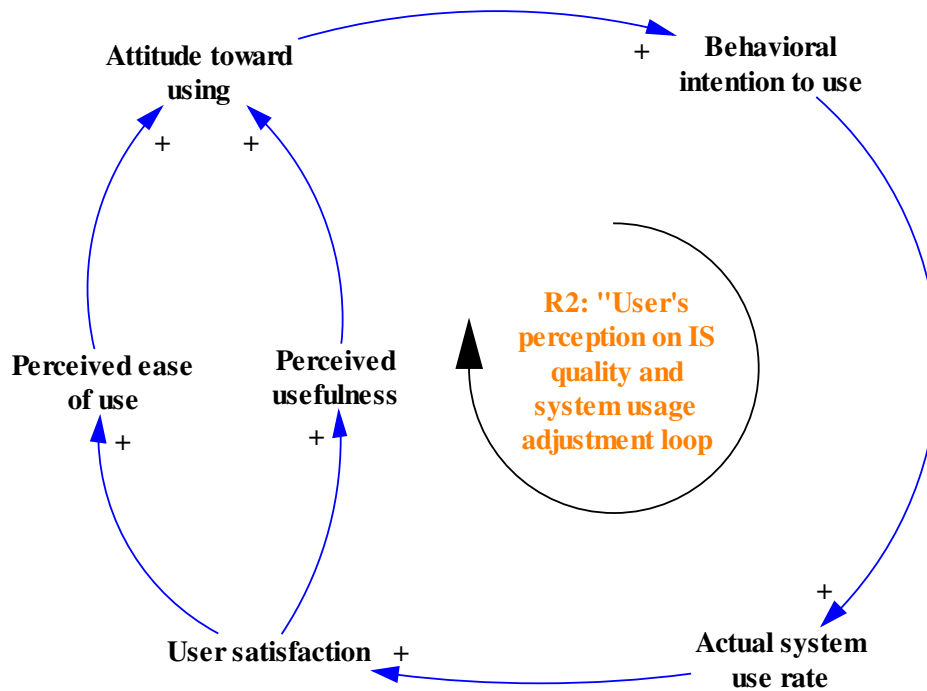 Attitude toward
using
+
+
+
Behavioral
intention to use
R2: "User's
perception on IS
quality and
system usage
adjustment loop
Perceived ease
of use
+
Perceived
usefulness
+
User satisfaction
+
+
Actual system
use rate